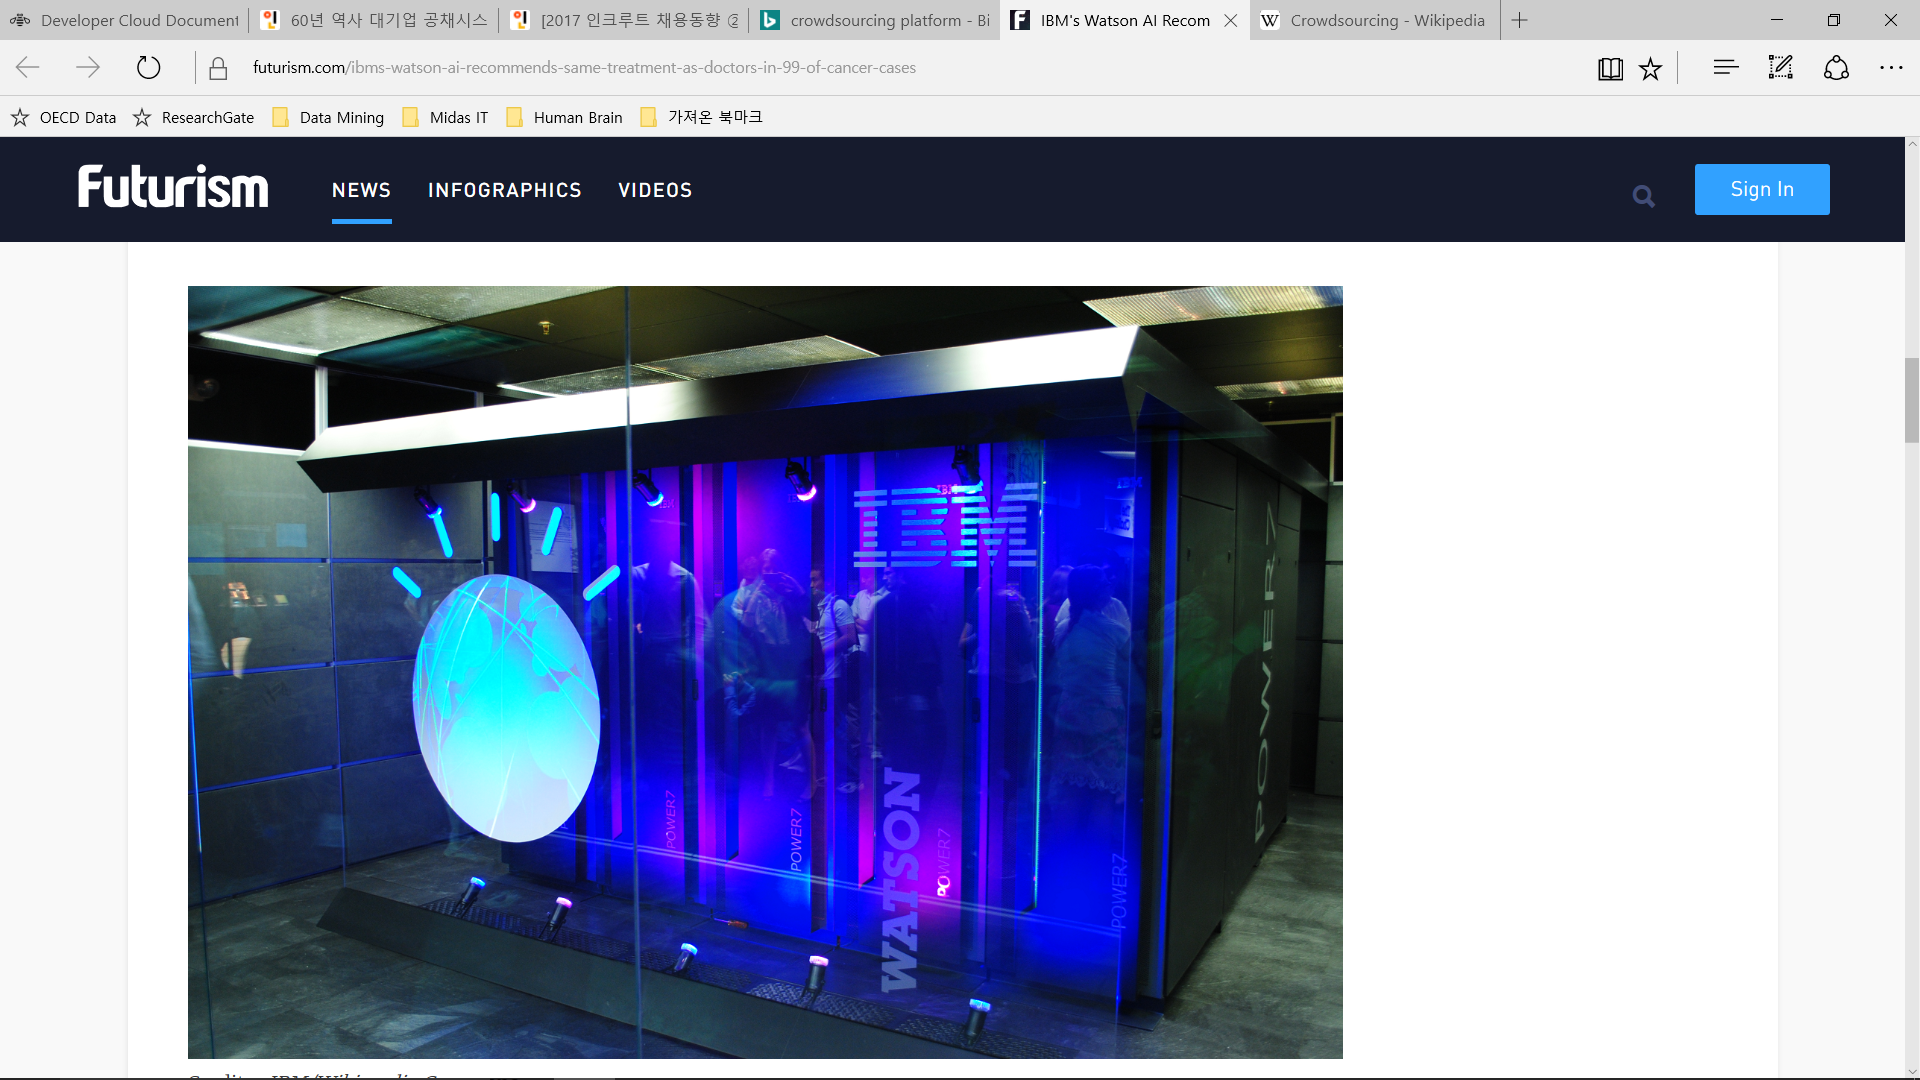 Developer Cloud Document
60년 역사 대기업 공채시스
[2017 인크루트 채용동향 ②
crowdsourcing platform - Bi
IBM's Watson AI Recom
Crowdsourcing - Wikipedia
futurism.com/ibms-watson-ai-recommends-same-treatment-as-doctors-in-99-of-cancer-cases
OECD Data
ResearchGate
Data Mining
Midas IT
Human Brain
가져온 북마크
Futurism
NEWS
INFOGRAPHICS
VIDEOS
Sign In
IBM
POWER7
POWER7
POWER7
WATSON
POWER7
POWER7